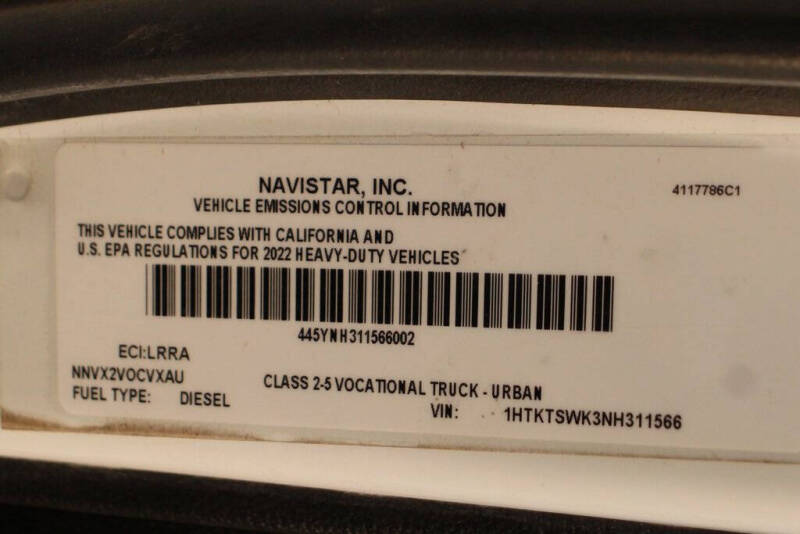 NAVISTAR, INC.
4117786C1
VEHICLE EMISSIONS CONTROL INFORMATION
THIS VEHICLE COMPLIES WITH CALIFORNIA AND
U.S. EPA REGULATIONS FOR 2022 HEAVY-DUTY VEHICLES
445YNH311566002
ECI:LRRA
NNVX2VOCVXAU
CLASS 2-5 VOCATIONAL TRUCK - URBAN
FUEL TYPE: DIESEL
VIN: 1HTKTSWK3NH311566